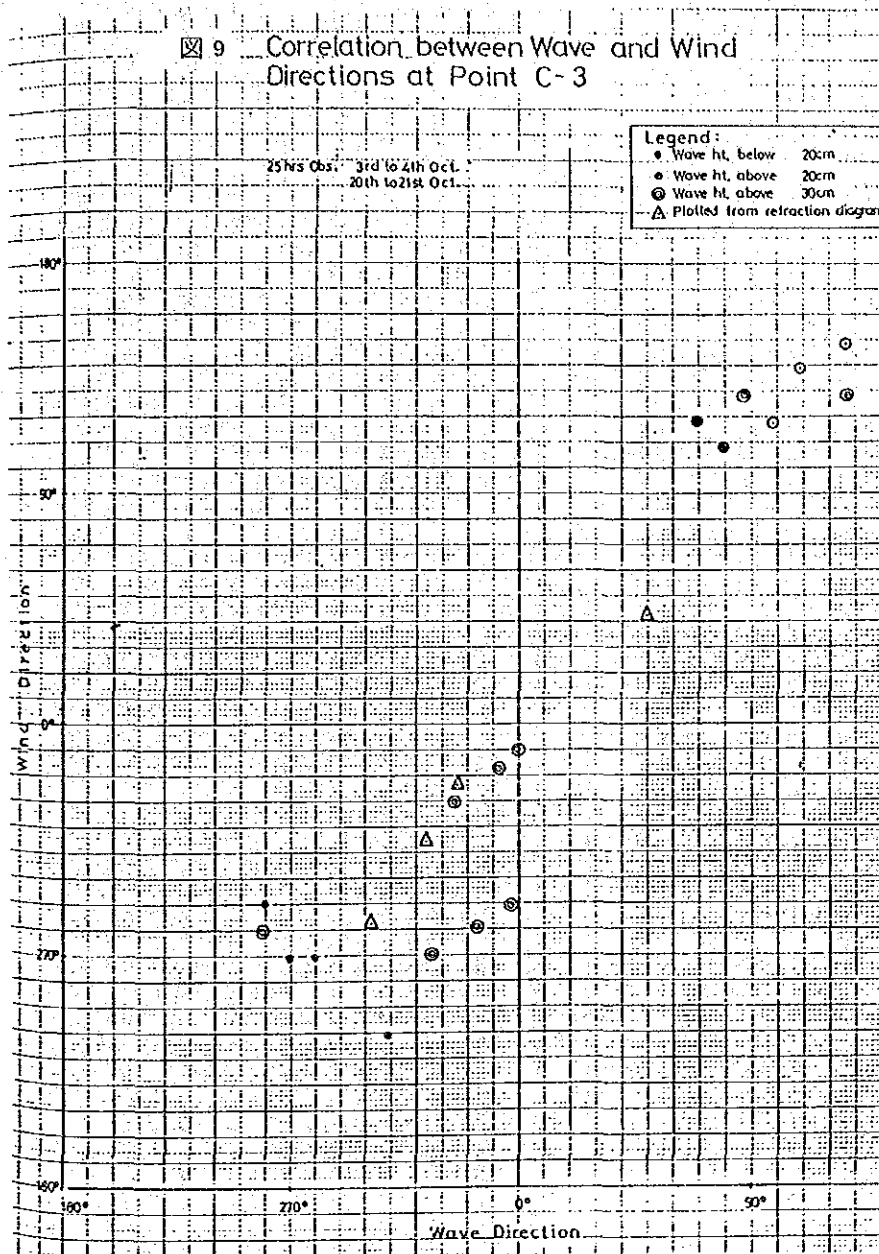 図 9 Correlation between Wave and Wind
Directions at Point C-3
25hrs Obs. 3rd to 4th Oct.
20th to 21st Oct.
Legend:
Wave ht. below 20cm
Wave ht. above 20cm
Wave ht. above 30cm
Plotted from refraction diagram
180°
90°
0°
270°
180°
Wind Direction
180° 270° 0° 90°
Wave Direction